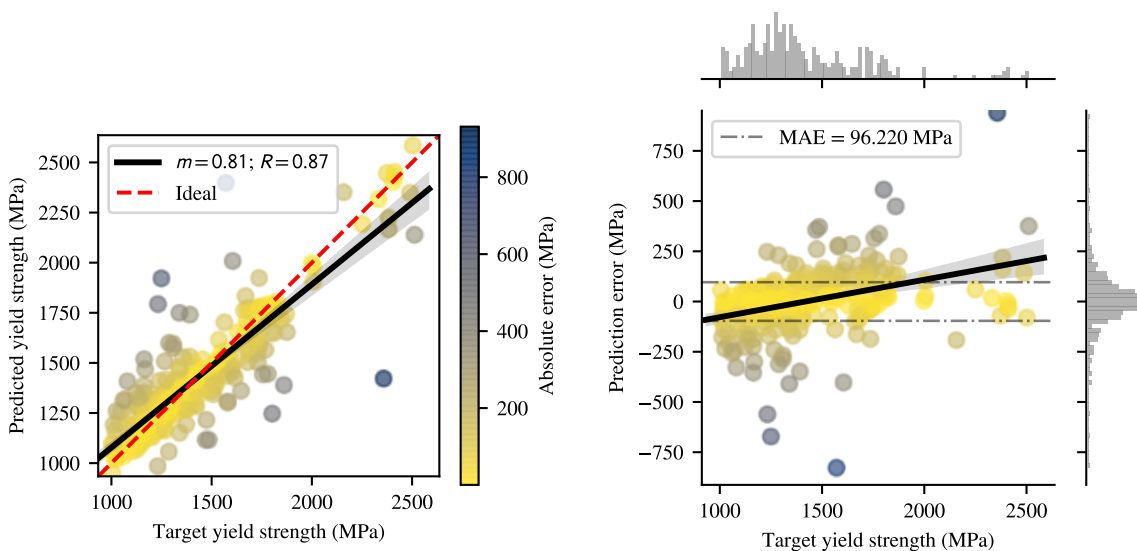 2500
2250
2000
1750
1500
1250
1000
Predicted yield strength (MPa)
m=0.81; R=0.87
Ideal
1000 1500 2000 2500
Target yield strength (MPa)
800
600
400
200
Absolute error (MPa)
MAE = 96.220 MPa
750
500
250
0
−250
−500
−750
Prediction error (MPa)
1000 1500 2000 2500
Target yield strength (MPa)